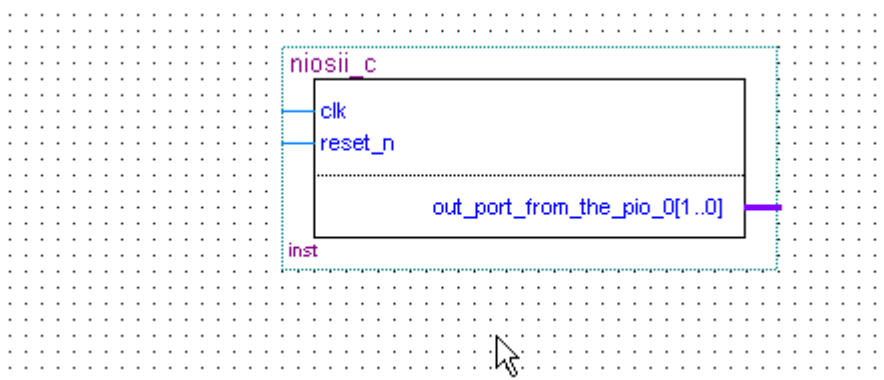 niosii_c
clk
reset_n
out_port_from_the_pio_0[1..0]
inst